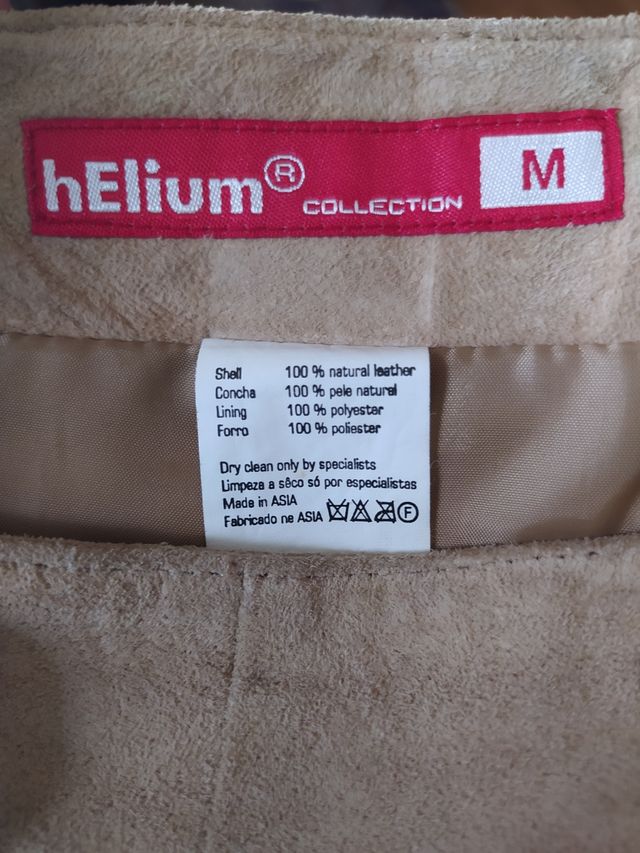 hElium® COLLECTION M
Shell 100 % natural leather
Concha 100 % pele natural
Lining 100 % polyester
Forro 100 % poliester
Dry clean only by specialists
Limpeza a sêco só por especialistas
Made in ASIA
Fabricado ne ASIA F